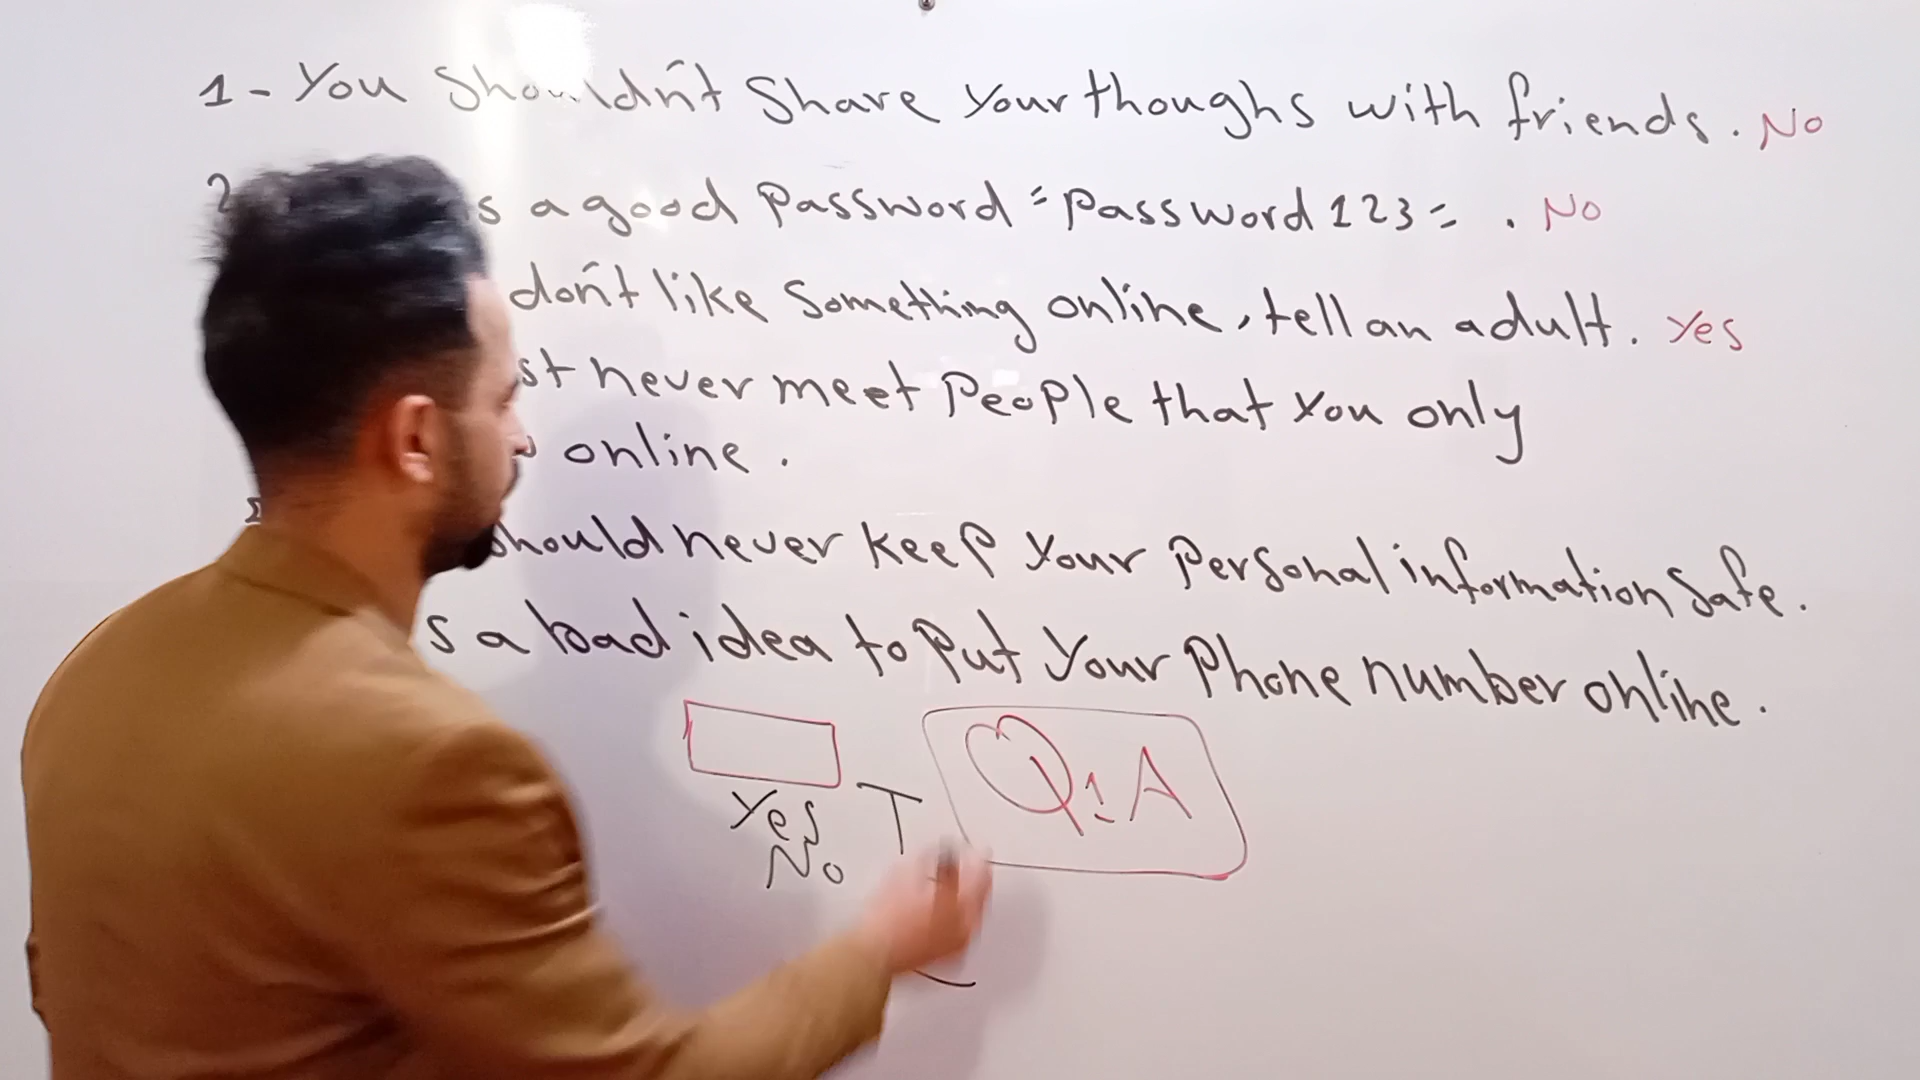 1- You Shouldn't Share Your thoughs with friends. No
2 s a good Password "Password 123" . No
don't like Something online, tell an adult. Yes
st never meet People that You only
online.
should never keep Your Personal information Safe.
s a bad idea to Put Your Phone number online.
Yes T
No
Q: A